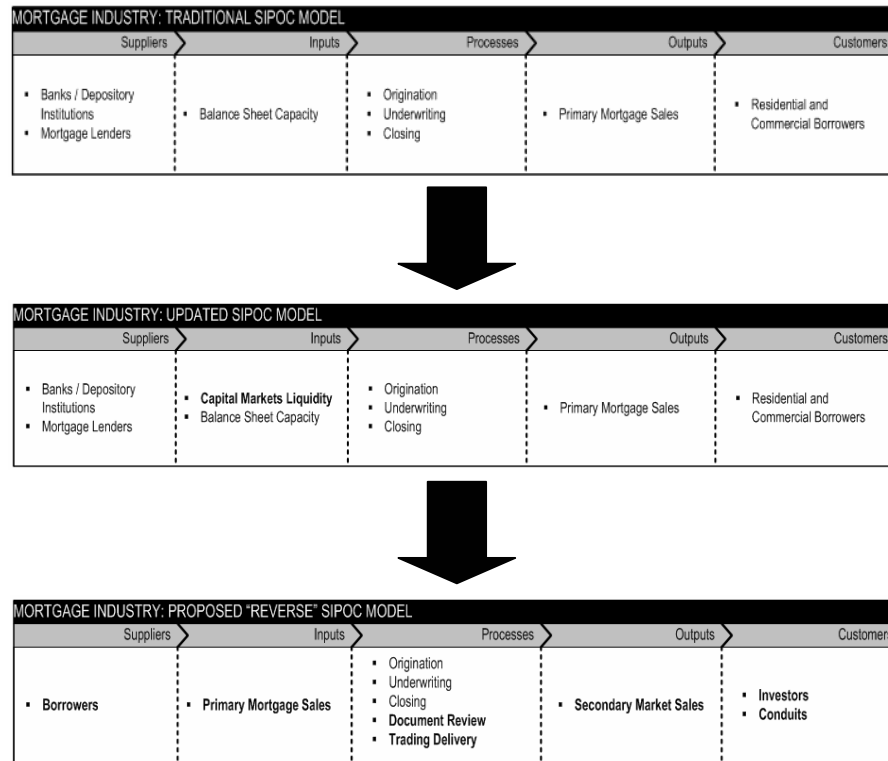 MORTGAGE INDUSTRY: TRADITIONAL SIPOC MODEL
Suppliers Inputs Processes Outputs Customers
▪ Banks / Depository
Institutions
▪ Mortgage Lenders
▪ Balance Sheet Capacity
▪ Origination
▪ Underwriting
▪ Closing
▪ Primary Mortgage Sales
▪ Residential and
Commercial Borrowers
MORTGAGE INDUSTRY: UPDATED SIPOC MODEL
Suppliers Inputs Processes Outputs Customers
▪ Banks / Depository
Institutions
▪ Mortgage Lenders
▪ Capital Markets Liquidity
▪ Balance Sheet Capacity
▪ Origination
▪ Underwriting
▪ Closing
▪ Primary Mortgage Sales
▪ Residential and
Commercial Borrowers
MORTGAGE INDUSTRY: PROPOSED “REVERSE” SIPOC MODEL
Suppliers Inputs Processes Outputs Customers
▪ Borrowers
▪ Primary Mortgage Sales
▪ Origination
▪ Underwriting
▪ Closing
▪ Document Review
▪ Trading Delivery
▪ Secondary Market Sales
▪ Investors
▪ Conduits